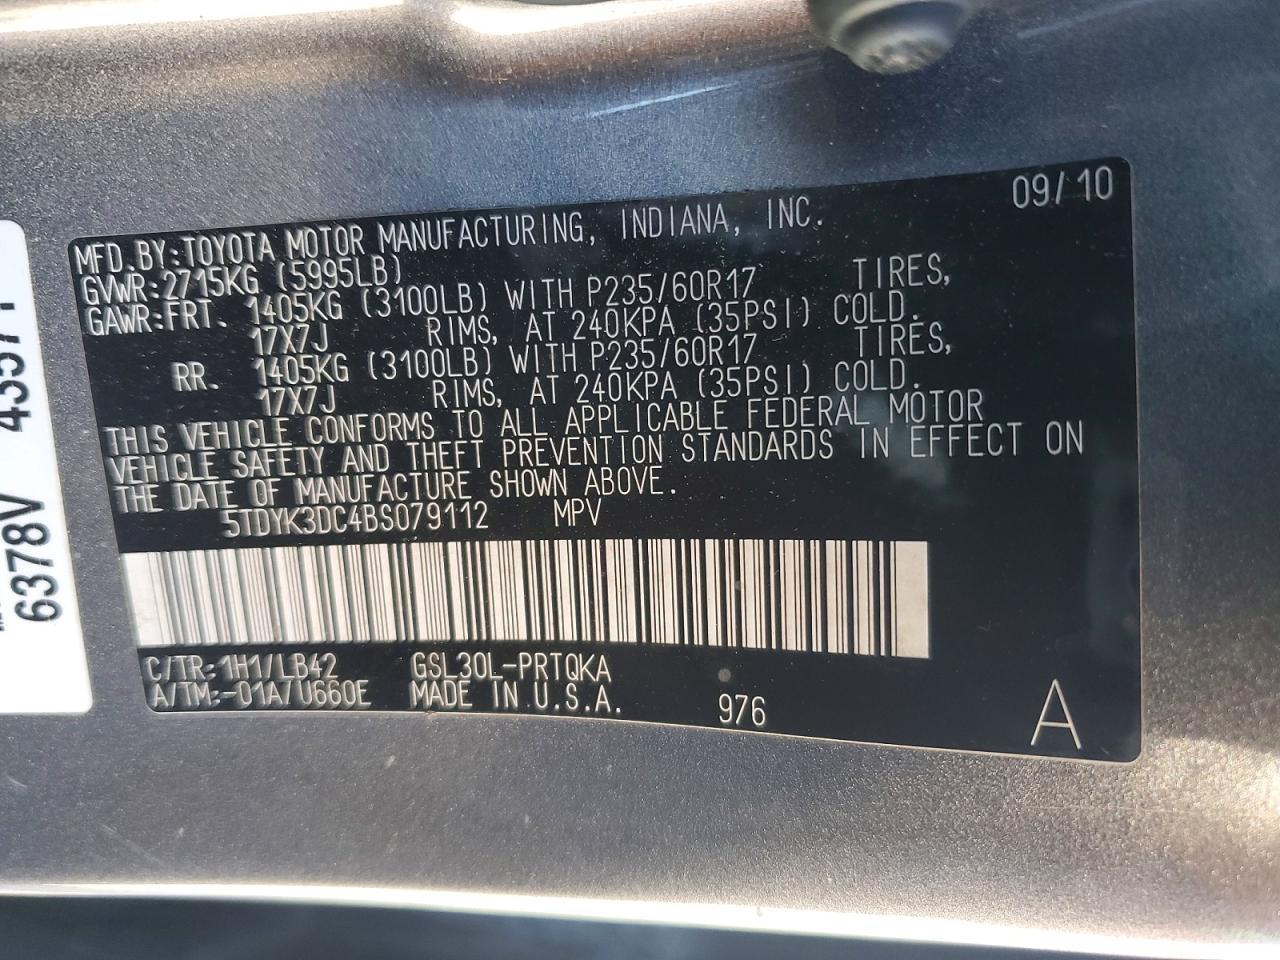 09/10
MFD.BY:TOYOTA MOTOR MANUFACTURING, INDIANA, INC.
GVWR:2715KG (5995LB)
GAWR:FRT. 1405KG (3100LB) WITH P235/60R17 TIRES,
17X7J RIMS, AT 240KPA (35PSI) COLD.
RR. 1405KG (3100LB) WITH P235/60R17 TIRES,
17X7J RIMS, AT 240KPA (35PSI) COLD.
THIS VEHICLE CONFORMS TO ALL APPLICABLE FEDERAL MOTOR
VEHICLE SAFETY AND THEFT PREVENTION STANDARDS IN EFFECT ON
THE DATE OF MANUFACTURE SHOWN ABOVE.
5TDYK3DC4BS079112 MPV
C/TR:1H1/LB42 GSL30L-PRTQKA
A/TM:-01A/U660E MADE IN U.S.A.
976
A
6378V